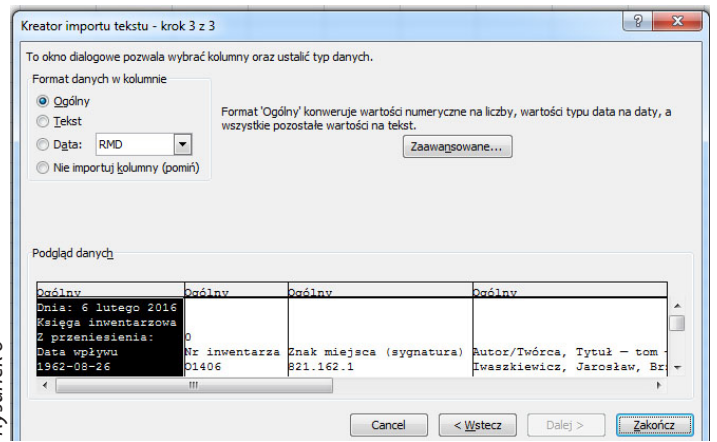 Kreator importu tekstu - krok 3 z 3
To okno dialogowe pozwala wybrać kolumny oraz ustalić typ danych.
Format danych w kolumnie
Ogólny
Tekst
Data: RMD
Nie importuj kolumny (pomiń)
Format 'Ogólny' konweruje wartości numeryczne na liczby, wartości typu data na daty, a
wszystkie pozostałe wartości na tekst.
Zaawansowane...
Podgląd danych
Ogólny Ogólny Ogólny Ogólny
Dnia: 6 lutego 2016
Księga inwentarzowa
Z przeniesienia: 0
Data wpływu Nr inwentarza Znak miejsca (sygnatura) Autor/Twórca, Tytuł — tom
1962-08-26 O1406 821.162.1 Iwaszkiewicz, Jarosław,
Cancel < Wstecz Dalej > Zakończ